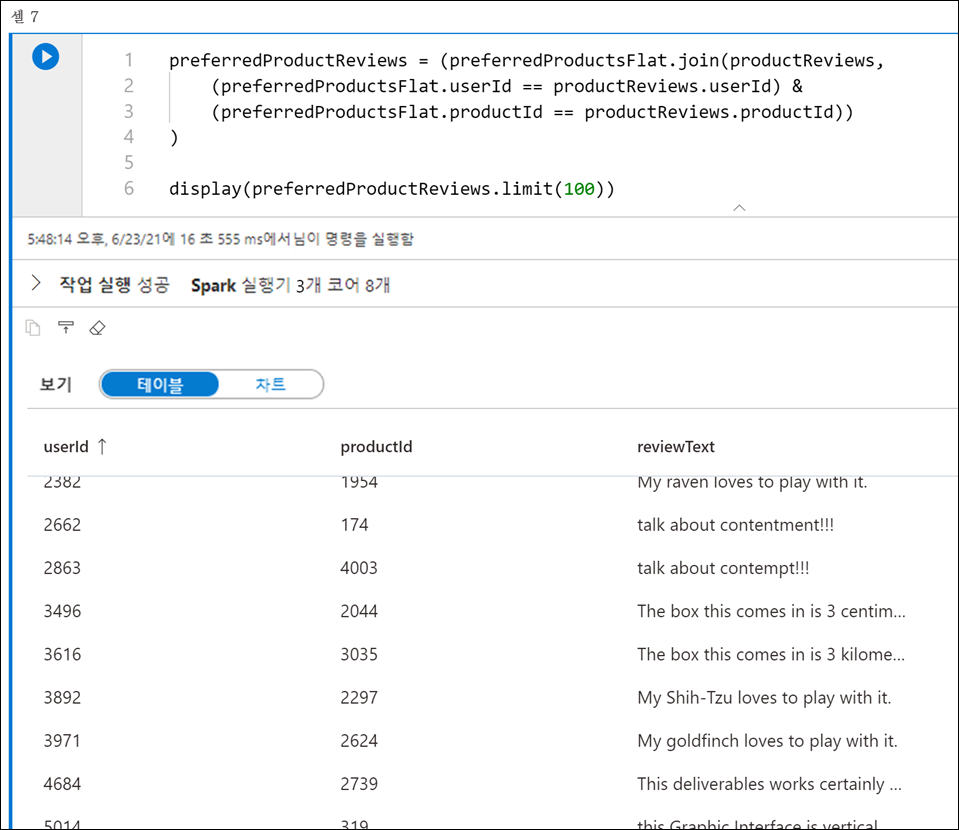 셀 7
1 preferredProductReviews = (preferredProductsFlat.join(productReviews,
2 (preferredProductsFlat.userId == productReviews.userId) &
3 (preferredProductsFlat.productId == productReviews.productId))
4 )
5
6 display(preferredProductReviews.limit(100))
5:48:14 오후, 6/23/21에 16 초 555 ms에서님이 명령을 실행함
작업 실행 성공 Spark 실행기 3개 코어 8개
보기 테이블 차트
userId ↑ productId reviewText
2382 1954 My raven loves to play with it.
2662 174 talk about contentment!!!
2863 4003 talk about contempt!!!
3496 2044 The box this comes in is 3 centim...
3616 3035 The box this comes in is 3 kilome...
3892 2297 My Shih-Tzu loves to play with it.
3971 2624 My goldfinch loves to play with it.
4684 2739 This deliverables works certainly ...
5014 319 this Graphic Interface is vertical